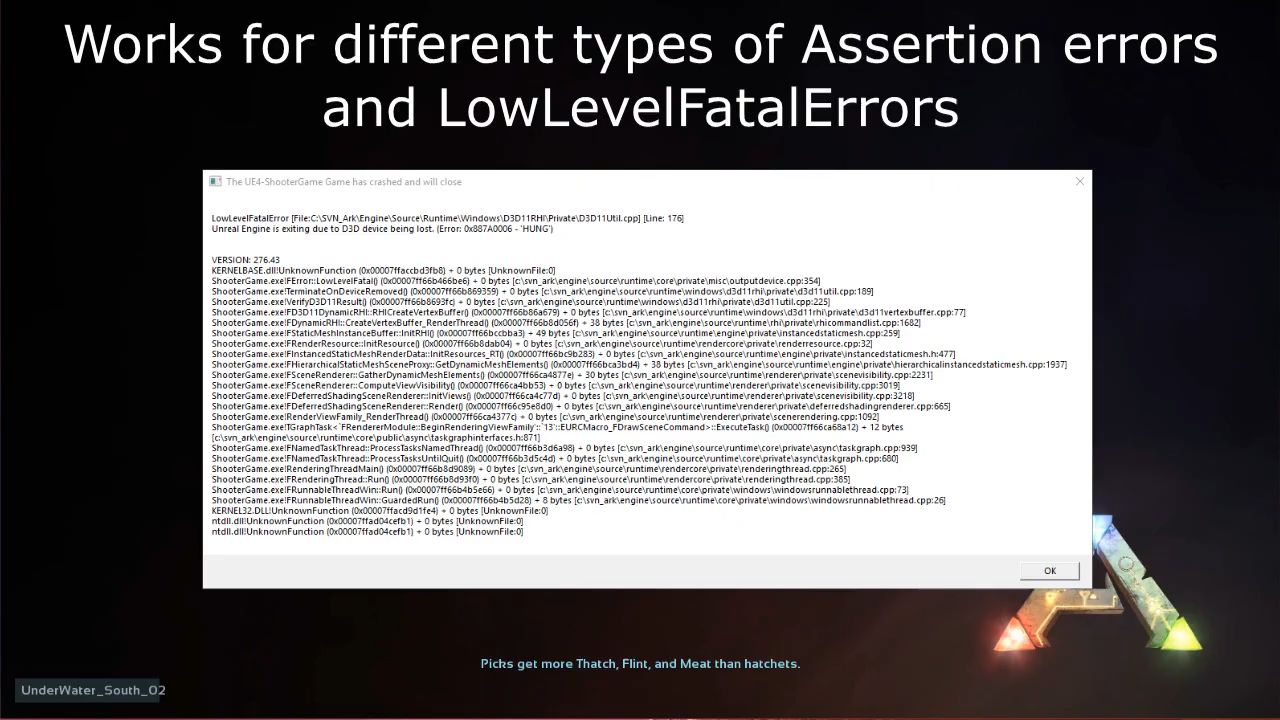 Works for different types of Assertion errors
and LowLevelFatalErrors
The UE4-ShooterGame Game has crashed and will close
LowLevelFatalError [File:C:\SVN_Ark\Engine\Source\Runtime\Windows\D3D11RHI\Private\D3D11Util.cpp] [Line: 176]
Unreal Engine is exiting due to D3D device being lost. (Error: 0x887A0006 - 'HUNG')
VERSION: 276.43
KERNELBASE.dll!UnknownFunction (0x00007ffaccbd3fb8) + 0 bytes [UnknownFile:0]
ShooterGame.exe!FError::LowLevelFatal() (0x00007ff66b466be6) + 0 bytes [c:\svn_ark\engine\source\runtime\core\private\misc\outputdevice.cpp:354]
ShooterGame.exe!TerminateOnDeviceRemoved() (0x00007ff66b869359) + 0 bytes [c:\svn_ark\engine\source\runtime\windows\d3d11rhi\private\d3d11util.cpp:189]
ShooterGame.exe!VerifyD3D11Result() (0x00007ff66b8693fc) + 0 bytes [c:\svn_ark\engine\source\runtime\windows\d3d11rhi\private\d3d11util.cpp:225]
ShooterGame.exe!FD3D11DynamicRHI::RHICreateVertexBuffer() (0x00007ff66b86a679) + 0 bytes [c:\svn_ark\engine\source\runtime\windows\d3d11rhi\private\d3d11vertexbuffer.cpp:77]
ShooterGame.exe!FDynamicRHI::CreateVertexBuffer_RenderThread() (0x00007ff66b8d056f) + 38 bytes [c:\svn_ark\engine\source\runtime\rhi\private\rhicommandlist.cpp:1682]
ShooterGame.exe!FStaticMeshInstanceBuffer::InitRHI() (0x00007ff66bccbba3) + 49 bytes [c:\svn_ark\engine\source\runtime\engine\private\instancedstaticmesh.cpp:259]
ShooterGame.exe!FRenderResource::InitResource() (0x00007ff66b8dab04) + 0 bytes [c:\svn_ark\engine\source\runtime\rendercore\private\renderresource.cpp:32]
ShooterGame.exe!FInstancedStaticMeshRenderData::InitResources_RT() (0x00007ff66bc9b283) + 0 bytes [c:\svn_ark\engine\source\runtime\engine\private\instancedstaticmesh.h:477]
ShooterGame.exe!FHierarchicalStaticMeshSceneProxy::GetDynamicMeshElements() (0x00007ff66bca3bd4) + 38 bytes [c:\svn_ark\engine\source\runtime\engine\private\hierarchicalinstancedstaticmesh.cpp:1937]
ShooterGame.exe!FSceneRenderer::GatherDynamicMeshElements() (0x00007ff66ca4877e) + 30 bytes [c:\svn_ark\engine\source\runtime\renderer\private\scenevisibility.cpp:2231]
ShooterGame.exe!FSceneRenderer::ComputeViewVisibility() (0x00007ff66ca4bb53) + 0 bytes [c:\svn_ark\engine\source\runtime\renderer\private\scenevisibility.cpp:3019]
ShooterGame.exe!FDeferredShadingSceneRenderer::InitViews() (0x00007ff66ca4c77d) + 0 bytes [c:\svn_ark\engine\source\runtime\renderer\private\scenevisibility.cpp:3218]
ShooterGame.exe!FDeferredShadingSceneRenderer::Render() (0x00007ff66c95e8d0) + 0 bytes [c:\svn_ark\engine\source\runtime\renderer\private\deferredshadingrenderer.cpp:665]
ShooterGame.exe!RenderViewFamily_RenderThread() (0x00007ff66ca4377c) + 0 bytes [c:\svn_ark\engine\source\runtime\renderer\private\scenerendering.cpp:1092]
ShooterGame.exe!TGraphTask<`FRendererModule::BeginRenderingViewFamily'::`13'::EURCMacro_FDrawSceneCommand>::ExecuteTask() (0x00007ff66ca68a12) + 12 bytes
[c:\svn_ark\engine\source\runtime\core\public\async\taskgraphinterfaces.h:871]
ShooterGame.exe!FNamedTaskThread::ProcessTasksNamedThread() (0x00007ff66b3d6a98) + 0 bytes [c:\svn_ark\engine\source\runtime\core\private\async\taskgraph.cpp:939]
ShooterGame.exe!FNamedTaskThread::ProcessTasksUntilQuit() (0x00007ff66b3d5c4d) + 0 bytes [c:\svn_ark\engine\source\runtime\core\private\async\taskgraph.cpp:680]
ShooterGame.exe!RenderingThreadMain() (0x00007ff66b8d9089) + 0 bytes [c:\svn_ark\engine\source\runtime\rendercore\private\renderingthread.cpp:265]
ShooterGame.exe!FRenderingThread::Run() (0x00007ff66b8d93f0) + 0 bytes [c:\svn_ark\engine\source\runtime\rendercore\private\renderingthread.cpp:385]
ShooterGame.exe!FRunnableThreadWin::Run() (0x00007ff66b4b5e66) + 0 bytes [c:\svn_ark\engine\source\runtime\core\private\windows\windowsrunnablethread.cpp:73]
ShooterGame.exe!FRunnableThreadWin::GuardedRun() (0x00007ff66b4b5d28) + 8 bytes [c:\svn_ark\engine\source\runtime\core\private\windows\windowsrunnablethread.cpp:26]
KERNEL32.DLL!UnknownFunction (0x00007ffacd9d1fe4) + 0 bytes [UnknownFile:0]
ntdll.dll!UnknownFunction (0x00007ffad04cefb1) + 0 bytes [UnknownFile:0]
ntdll.dll!UnknownFunction (0x00007ffad04cefb1) + 0 bytes [UnknownFile:0]
OK
Picks get more Thatch, Flint, and Meat than hatchets.
UnderWater_South_02